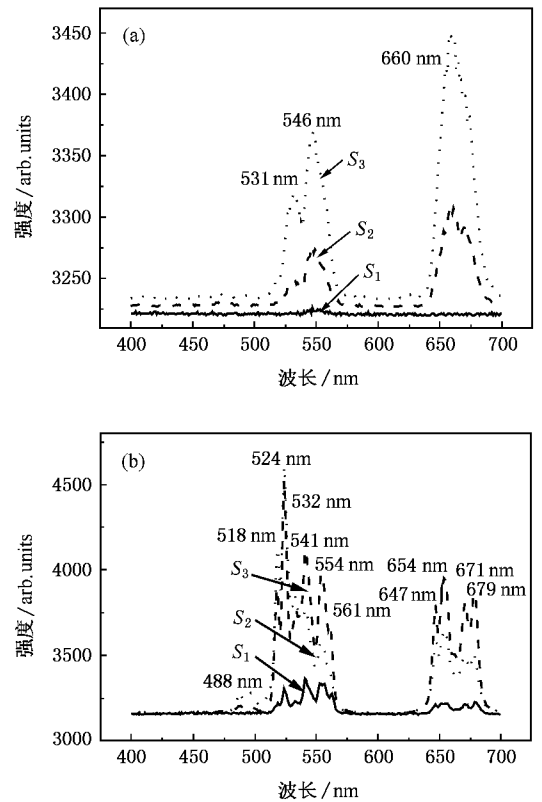 (a)
3450
3400
3350
3300
3250
强度/arb.units
660 nm
546 nm
531 nm
S3
S2
S1
400 450 500 550 600 650 700
波长/nm
(b)
4500
4000
3500
3000
强度/arb.units
524 nm
532 nm
518 nm 541 nm
554 nm
561 nm
654 nm 671 nm
647 nm 679 nm
S3
S2
S1
488 nm
400 450 500 550 600 650 700
波长/nm